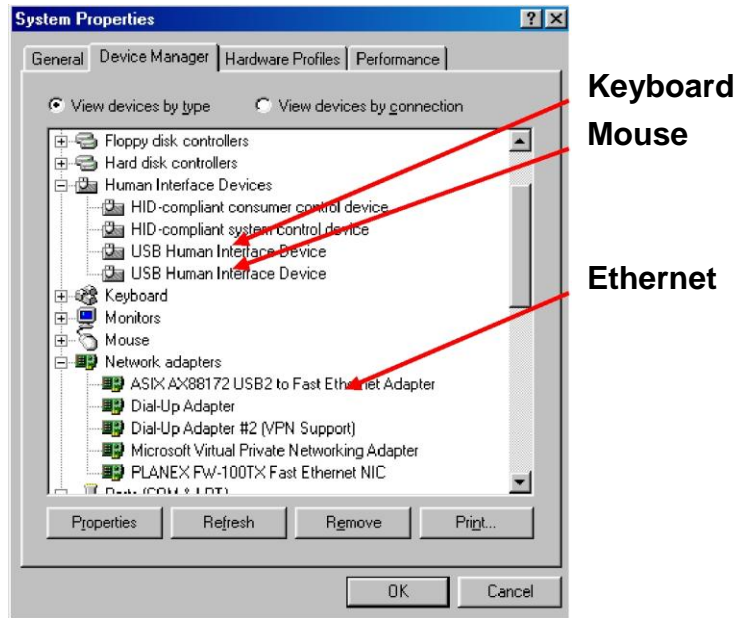 System Properties
General Device Manager Hardware Profiles Performance
View devices by type View devices by connection
Floppy disk controllers
Hard disk controllers
Human Interface Devices
HID-compliant consumer control device
HID-compliant system control device
USB Human Interface Device
USB Human Interface Device
Keyboard
Monitors
Mouse
Network adapters
ASIX AX88172 USB2 to Fast Ethernet Adapter
Dial-Up Adapter
Dial-Up Adapter #2 (VPN Support)
Microsoft Virtual Private Networking Adapter
PLANEX FW-100TX Fast Ethernet NIC
Ports (COM & LPT)
Properties Refresh Remove Print...
OK Cancel
Keyboard
Mouse
Ethernet